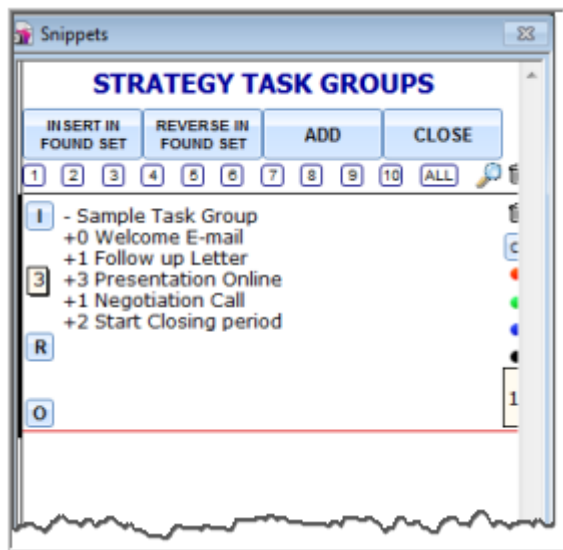 Snippets
STRATEGY TASK GROUPS
INSERT IN FOUND SET
REVERSE IN FOUND SET
ADD
CLOSE
1 2 3 4 5 6 7 8 9 10 ALL
I
- Sample Task Group
+0 Welcome E-mail
+1 Follow up Letter
3
+3 Presentation Online
+1 Negotiation Call
+2 Start Closing period
R
O
1